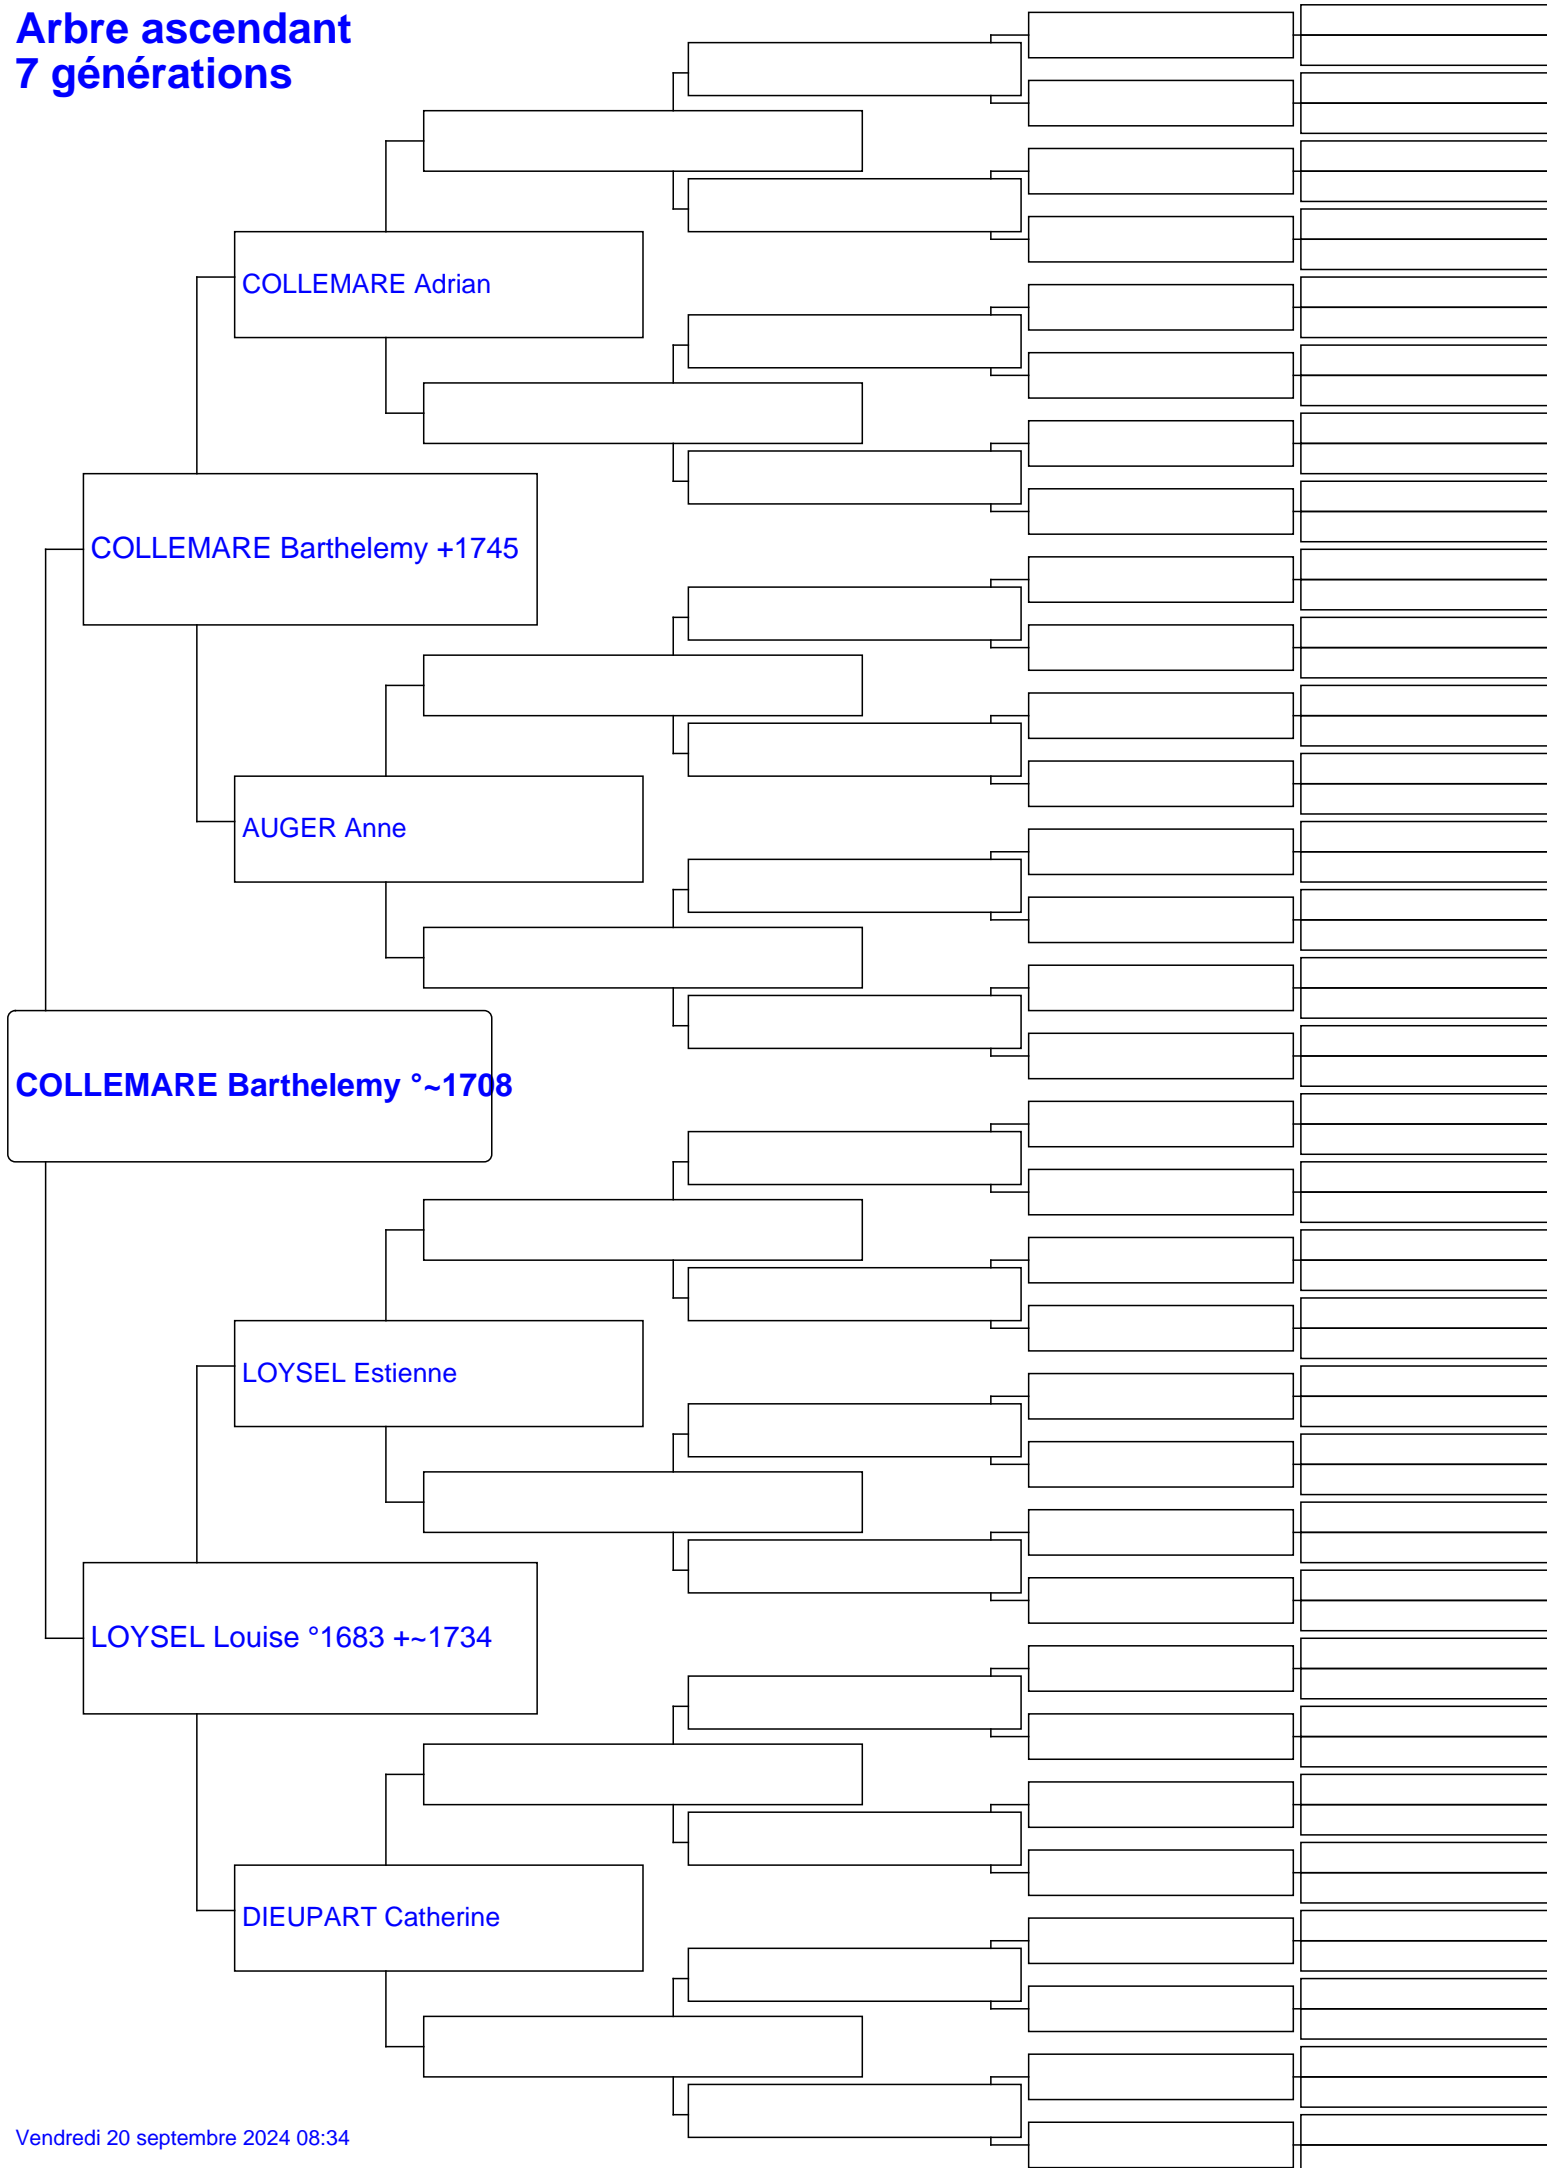 Arbre ascendant
7 générations
COLLEMARE Adrian
COLLEMARE Barthelemy +1745
AUGER Anne
COLLEMARE Barthelemy °~1708
LOYSEL Estienne
LOYSEL Louise °1683 +~1734
DIEUPART Catherine
Vendredi 20 septembre 2024 08:34